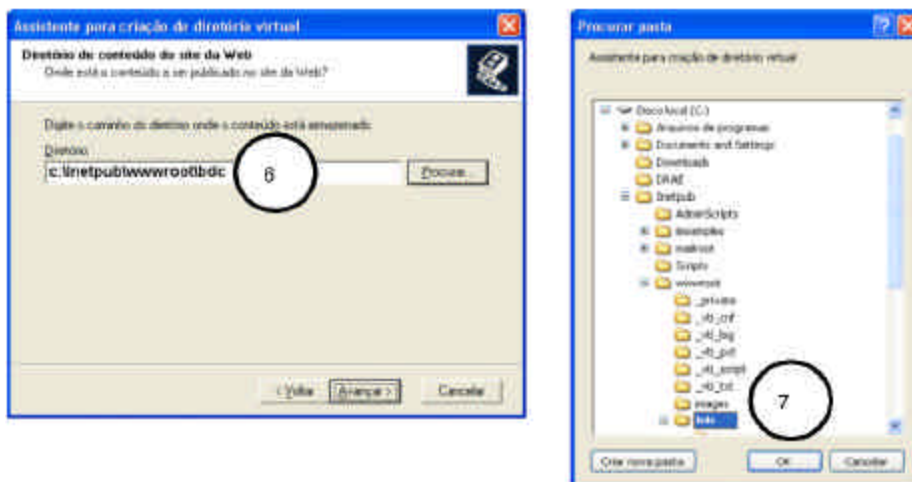 Assistente para criação de diretório virtual
Diretório de conteúdo do site da Web
Onde está o conteúdo a ser publicado no site da Web?
Digite o caminho do diretório onde o conteúdo está armazenado.
Diretório:
c:\Inetpub\wwwroot\bdc
6
Procurar...
< Voltar
Avançar >
Cancelar
Procurar pasta
Assistente para criação de diretório virtual
Disco local (C:)
Arquivos de programas
Documents and Settings
Downloads
DRAE
Inetpub
AdminScripts
iissamples
mailroot
Scripts
wwwroot
_private
_vti_cnf
_vti_log
_vti_pvt
_vti_script
_vti_txt
images
7
Criar nova pasta
OK
Cancelar